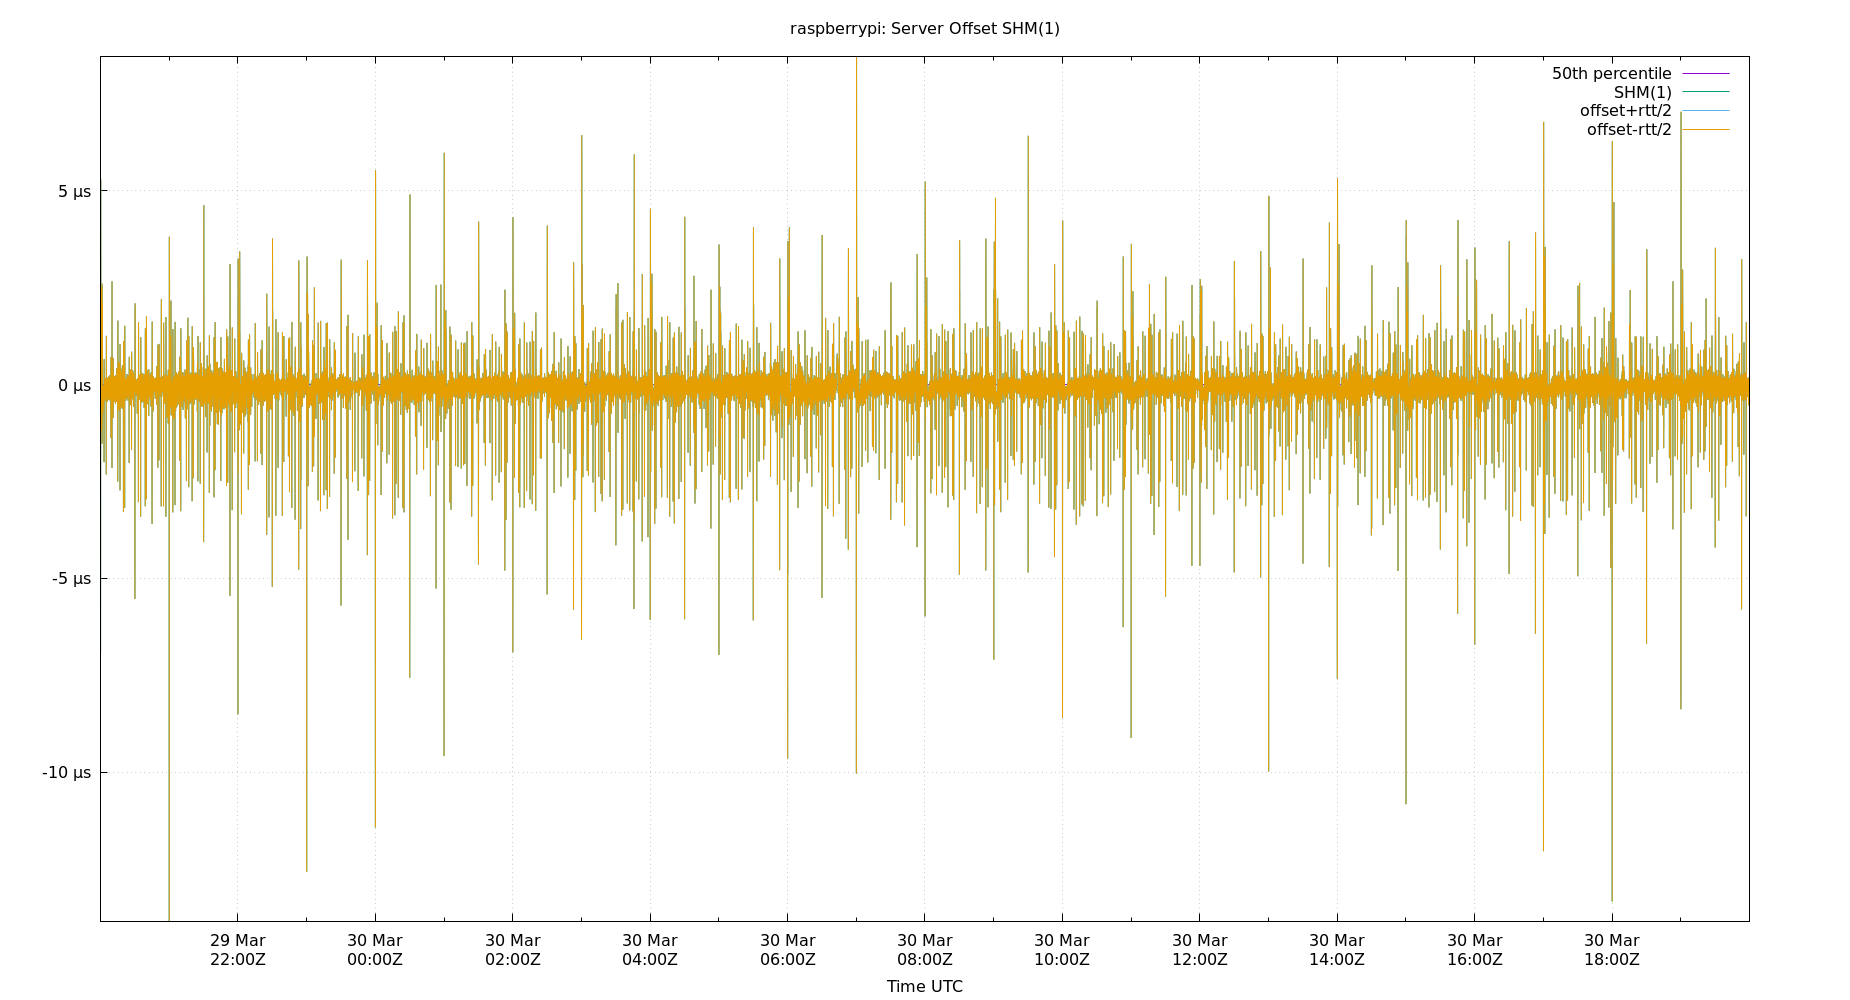 raspberrypi: Server Offset SHM(1)
50th percentile
SHM(1)
offset+rtt/2
offset-rtt/2
5 µs
0 µs
-5 µs
-10 µs
29 Mar 30 Mar 30 Mar 30 Mar 30 Mar 30 Mar 30 Mar 30 Mar 30 Mar 30 Mar 30 Mar
22:00Z 00:00Z 02:00Z 04:00Z 06:00Z 08:00Z 10:00Z 12:00Z 14:00Z 16:00Z 18:00Z
Time UTC